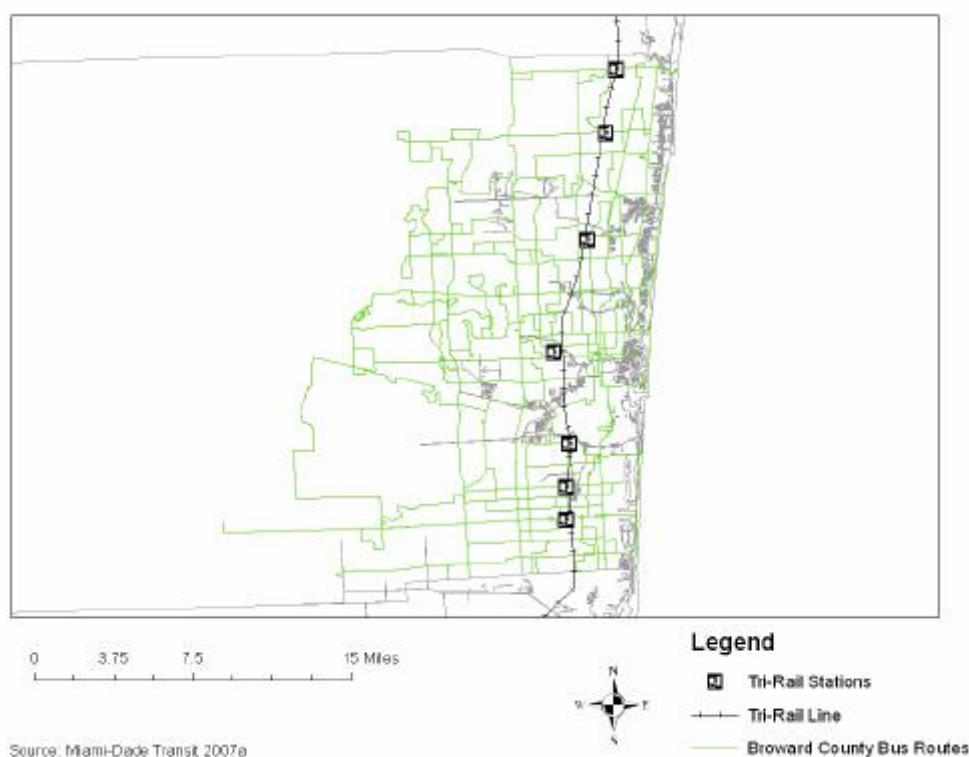 0 3.75 7.5 15 Miles
N
W E
S
Legend
Tri-Rail Stations
Tri-Rail Line
Broward County Bus Routes
Source: Miami-Dade Transit 2007a